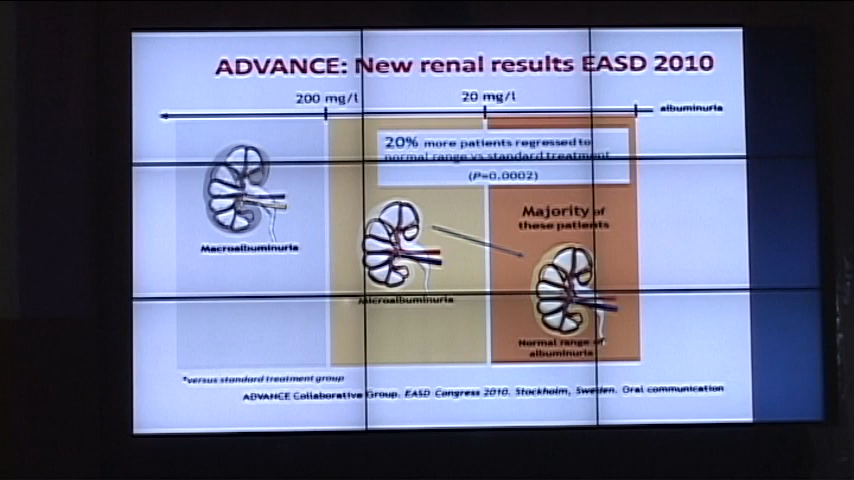 ADVANCE: New renal results EASD 2010
200 mg/l
20 mg/l
albuminuria
20% more patients regressed to
normal range vs standard treatment
(P=0.0002)
Majority of
these patients
Macroalbuminuria
Microalbuminuria
Normal range of
albuminuria
*versus standard treatment group
ADVANCE Collaborative Group. EASD Congress 2010. Stockholm, Sweden. Oral communication